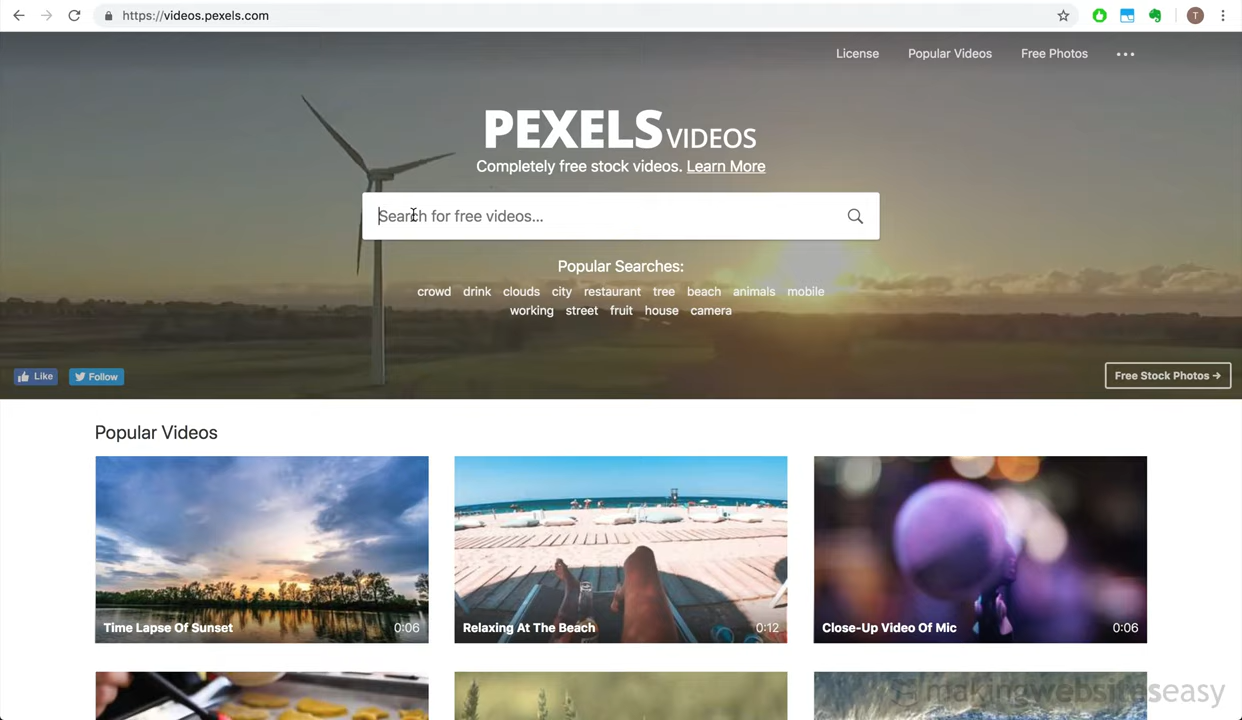 https://videos.pexels.com
T
License Popular Videos Free Photos
PEXELS VIDEOS
Completely free stock videos. Learn More
Search for free videos...
Popular Searches:
crowd drink clouds city restaurant tree beach animals mobile
working street fruit house camera
Like Follow
Free Stock Photos →
Popular Videos
Time Lapse Of Sunset 0:06
Relaxing At The Beach 0:12
Close-Up Video Of Mic 0:06
makingwebsiteseasy